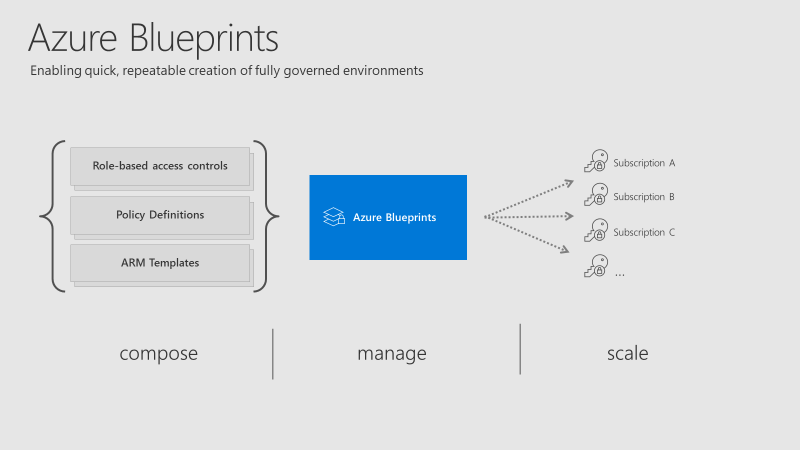 Azure Blueprints
Enabling quick, repeatable creation of fully governed environments
Role-based access controls
Policy Definitions
ARM Templates
Azure Blueprints
Subscription A
Subscription B
Subscription C
...
compose
manage
scale